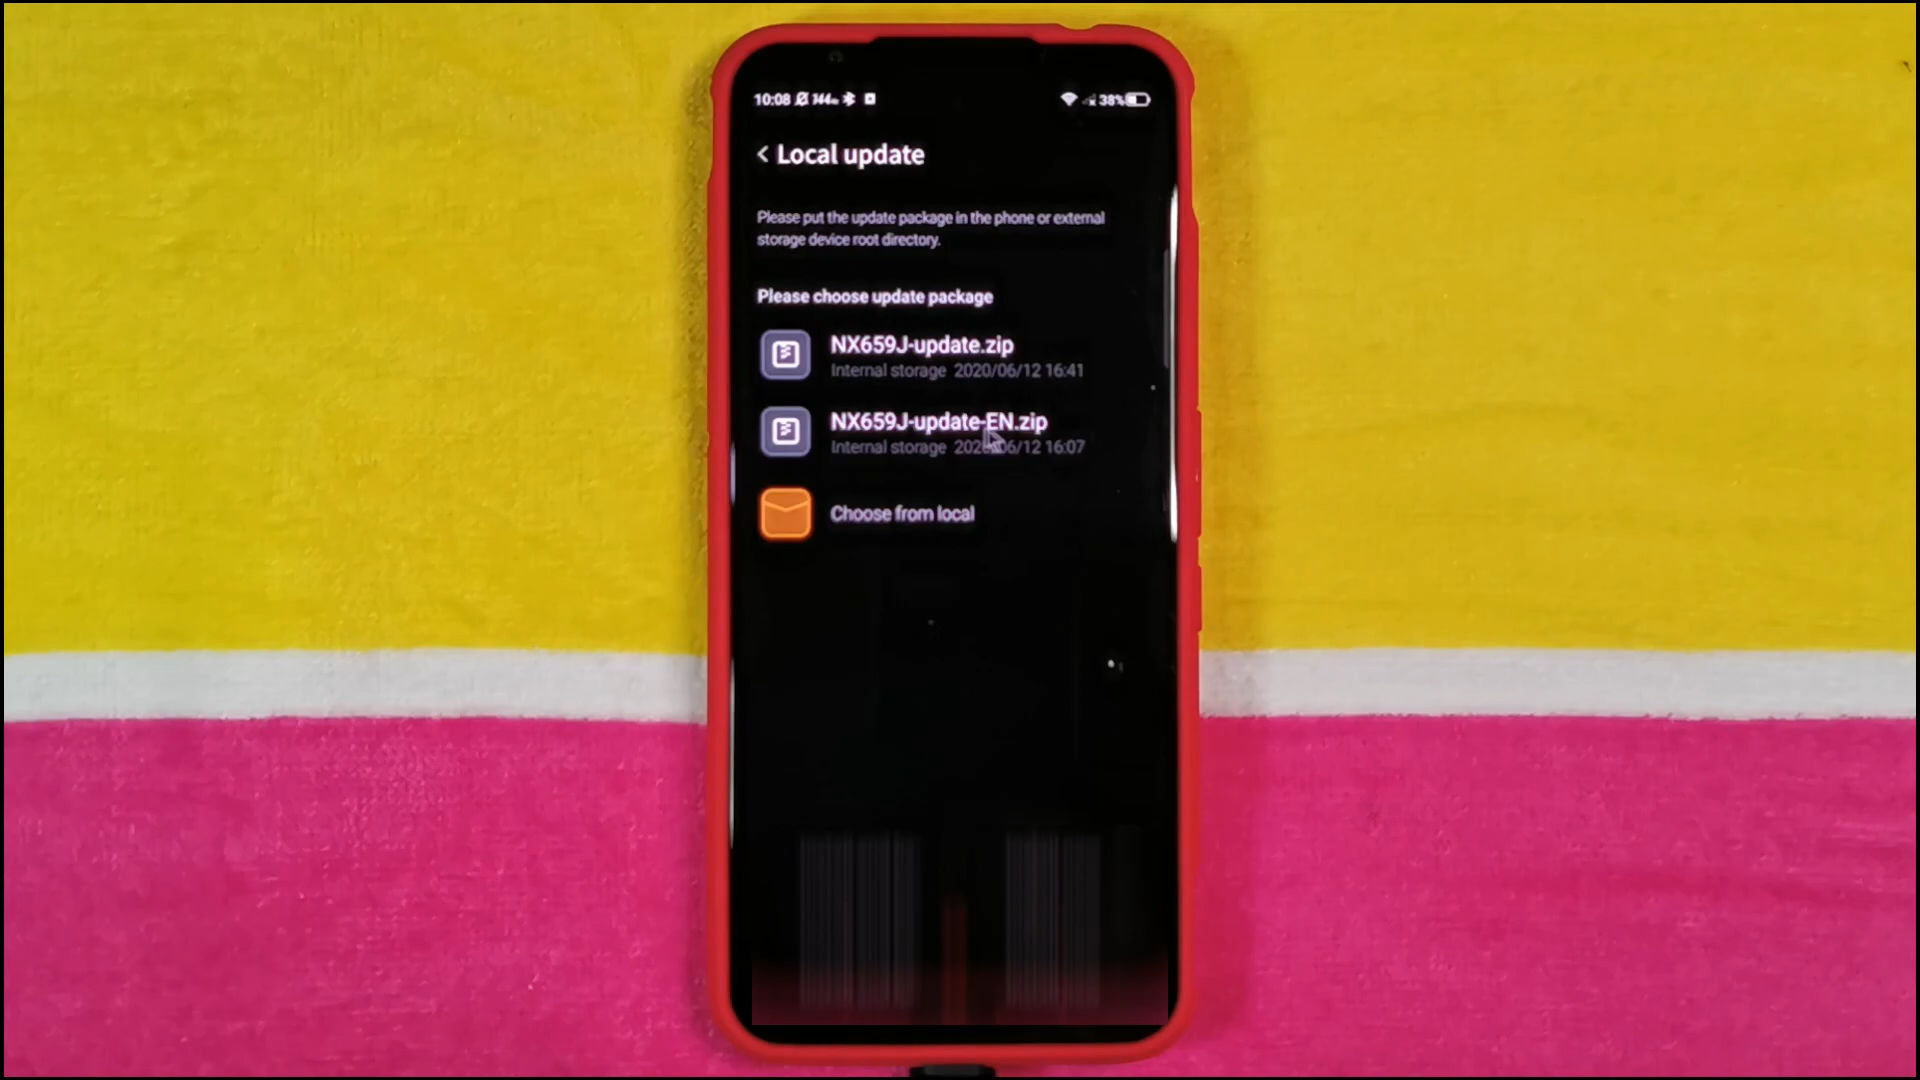 10:08
38%
Local update
Please put the update package in the phone or external
storage device root directory.
Please choose update package
NX659J-update.zip
Internal storage 2020/06/12 16:41
NX659J-update-EN.zip
Internal storage 2020/06/12 16:07
Choose from local